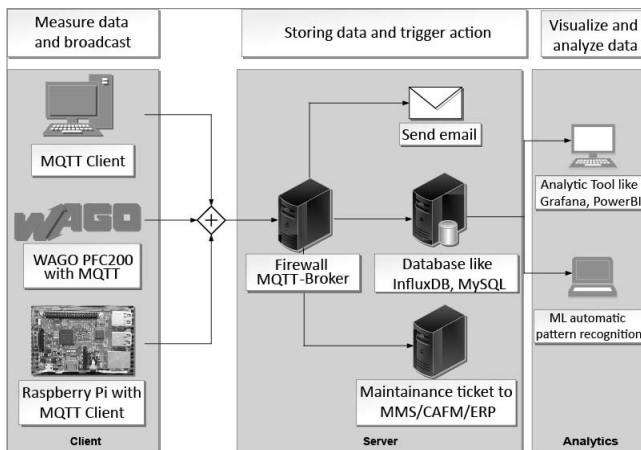 Measure data
and broadcast
Storing data and trigger action
Visualize and
analyze data
MQTT Client
WAGO
WAGO PFC200
with MQTT
Raspberry Pi with
MQTT Client
Client
Send email
Firewall
MQTT-Broker
Database like
InfluxDB, MySQL
Maintainance ticket to
MMS/CAFM/ERP
Server
Analytic Tool like
Grafana, PowerBI
ML automatic
pattern recognition
Analytics